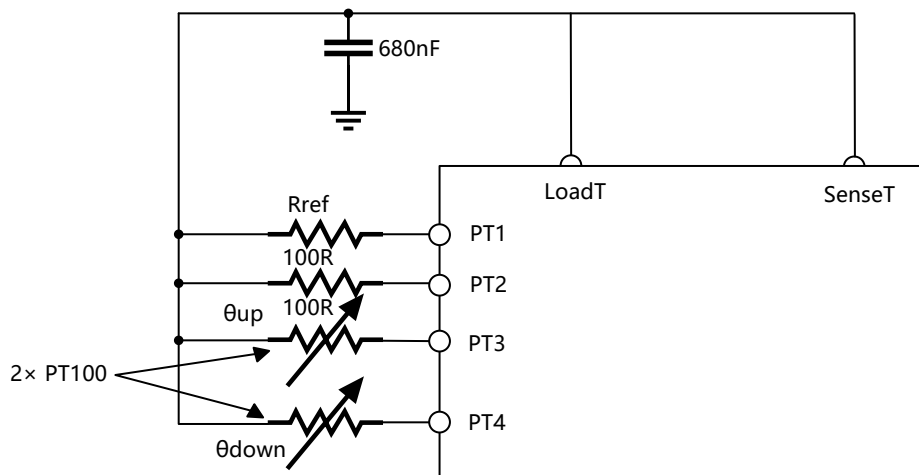 680nF
LoadT
SenseT
Rref
PT1
100R
PT2
100R
θup
PT3
2× PT100
PT4
θdown